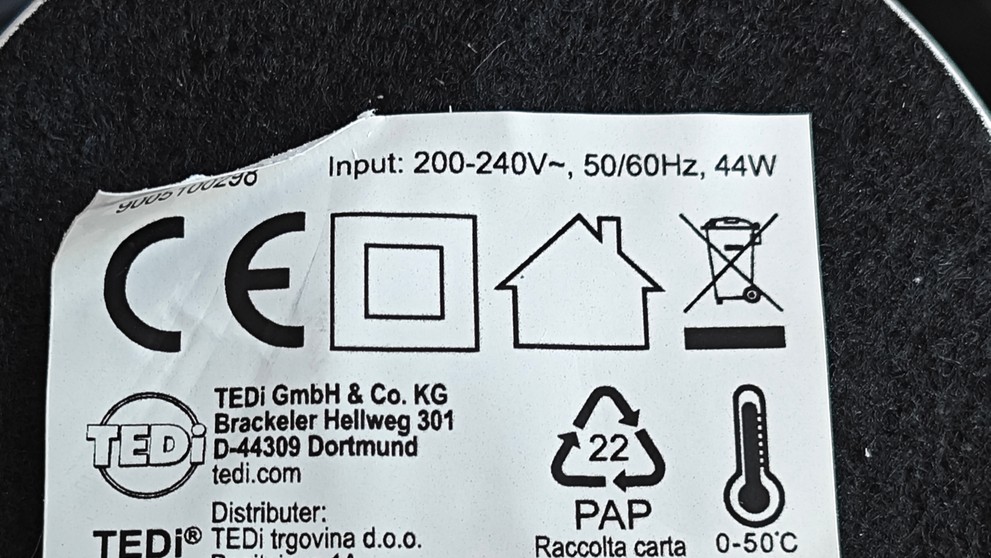 Input: 200-240V~, 50/60Hz, 44W
CE
TEDi
TEDi GmbH & Co. KG
Brackeler Hellweg 301
D-44309 Dortmund
tedi.com
Distributer:
TEDi® TEDi trgovina d.o.o.
22
PAP
Raccolta carta
0-50°C